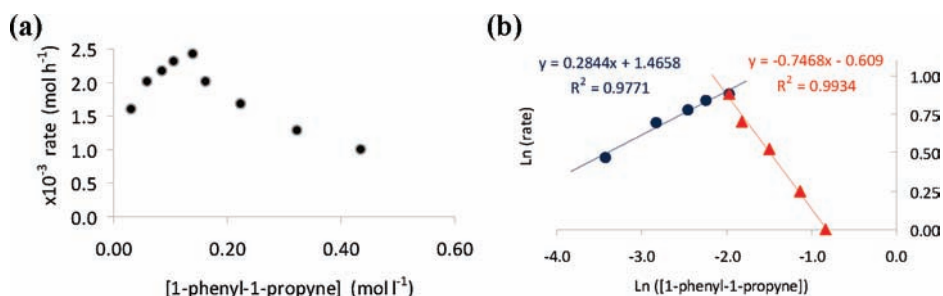 (a)
×10⁻³ rate (mol h⁻¹)
2.5
2.0
1.5
1.0
0.5
0.0
0.00 0.20 0.40 0.60
[1-phenyl-1-propyne] (mol l⁻¹)
(b)
y = 0.2844x + 1.4658
R² = 0.9771
y = -0.7468x - 0.609
R² = 0.9934
Ln (rate)
1.00
0.75
0.50
0.25
0.00
-4.0 -3.0 -2.0 -1.0 0.0
Ln ([1-phenyl-1-propyne])